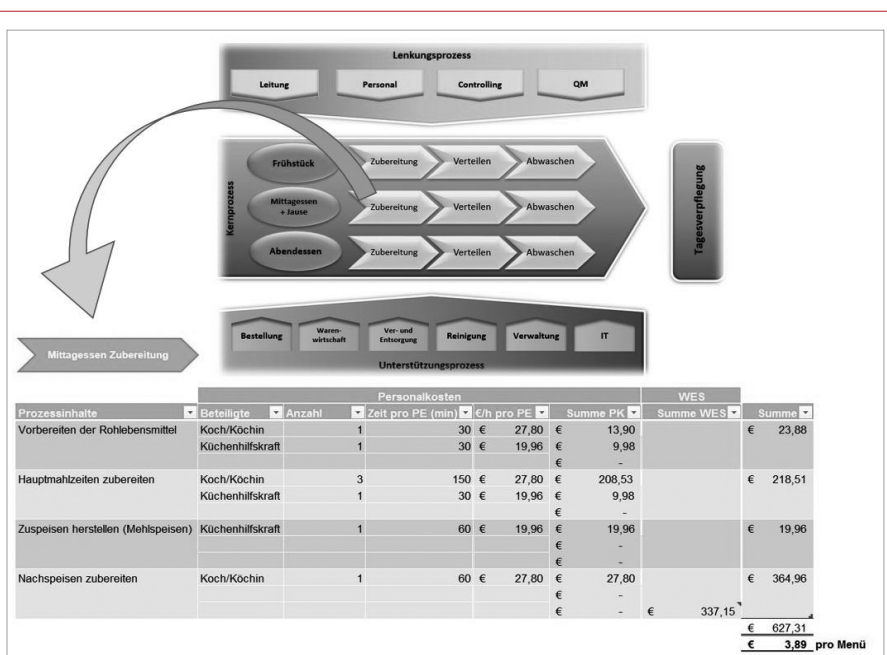 Lenkungsprozess
Leitung Personal Controlling QM
Kernprozess
Frühstück Zubereitung Verteilen Abwaschen
Mittagessen
+ Jause
Zubereitung Verteilen Abwaschen
Abendessen Zubereitung Verteilen Abwaschen
Tagesverpflegung
Bestellung
Waren-
wirtschaft
Ver- und
Entsorgung
Reinigung Verwaltung IT
Unterstützungsprozess
Mittagessen Zubereitung
Personalkosten WES
Prozessinhalte Beteiligte Anzahl Zeit pro PE (min) €/h pro PE Summe PK Summe WES Summe
Vorbereiten der Rohlebensmittel Koch/Köchin 1 30 € 27,80 € 13,90 € 23,88
Küchenhilfskraft 1 30 € 19,96 € 9,98
€ -
Hauptmahlzeiten zubereiten Koch/Köchin 3 150 € 27,80 € 208,53 € 218,51
Küchenhilfskraft 1 30 € 19,96 € 9,98
€ -
Zuspeisen herstellen (Mehlspeisen) Küchenhilfskraft 1 60 € 19,96 € 19,96 € 19,96
€ -
€ -
Nachspeisen zubereiten Koch/Köchin 1 60 € 27,80 € 27,80 € 364,96
€ -
€ - € 337,15
€ 627,31
€ 3,89 pro Menü